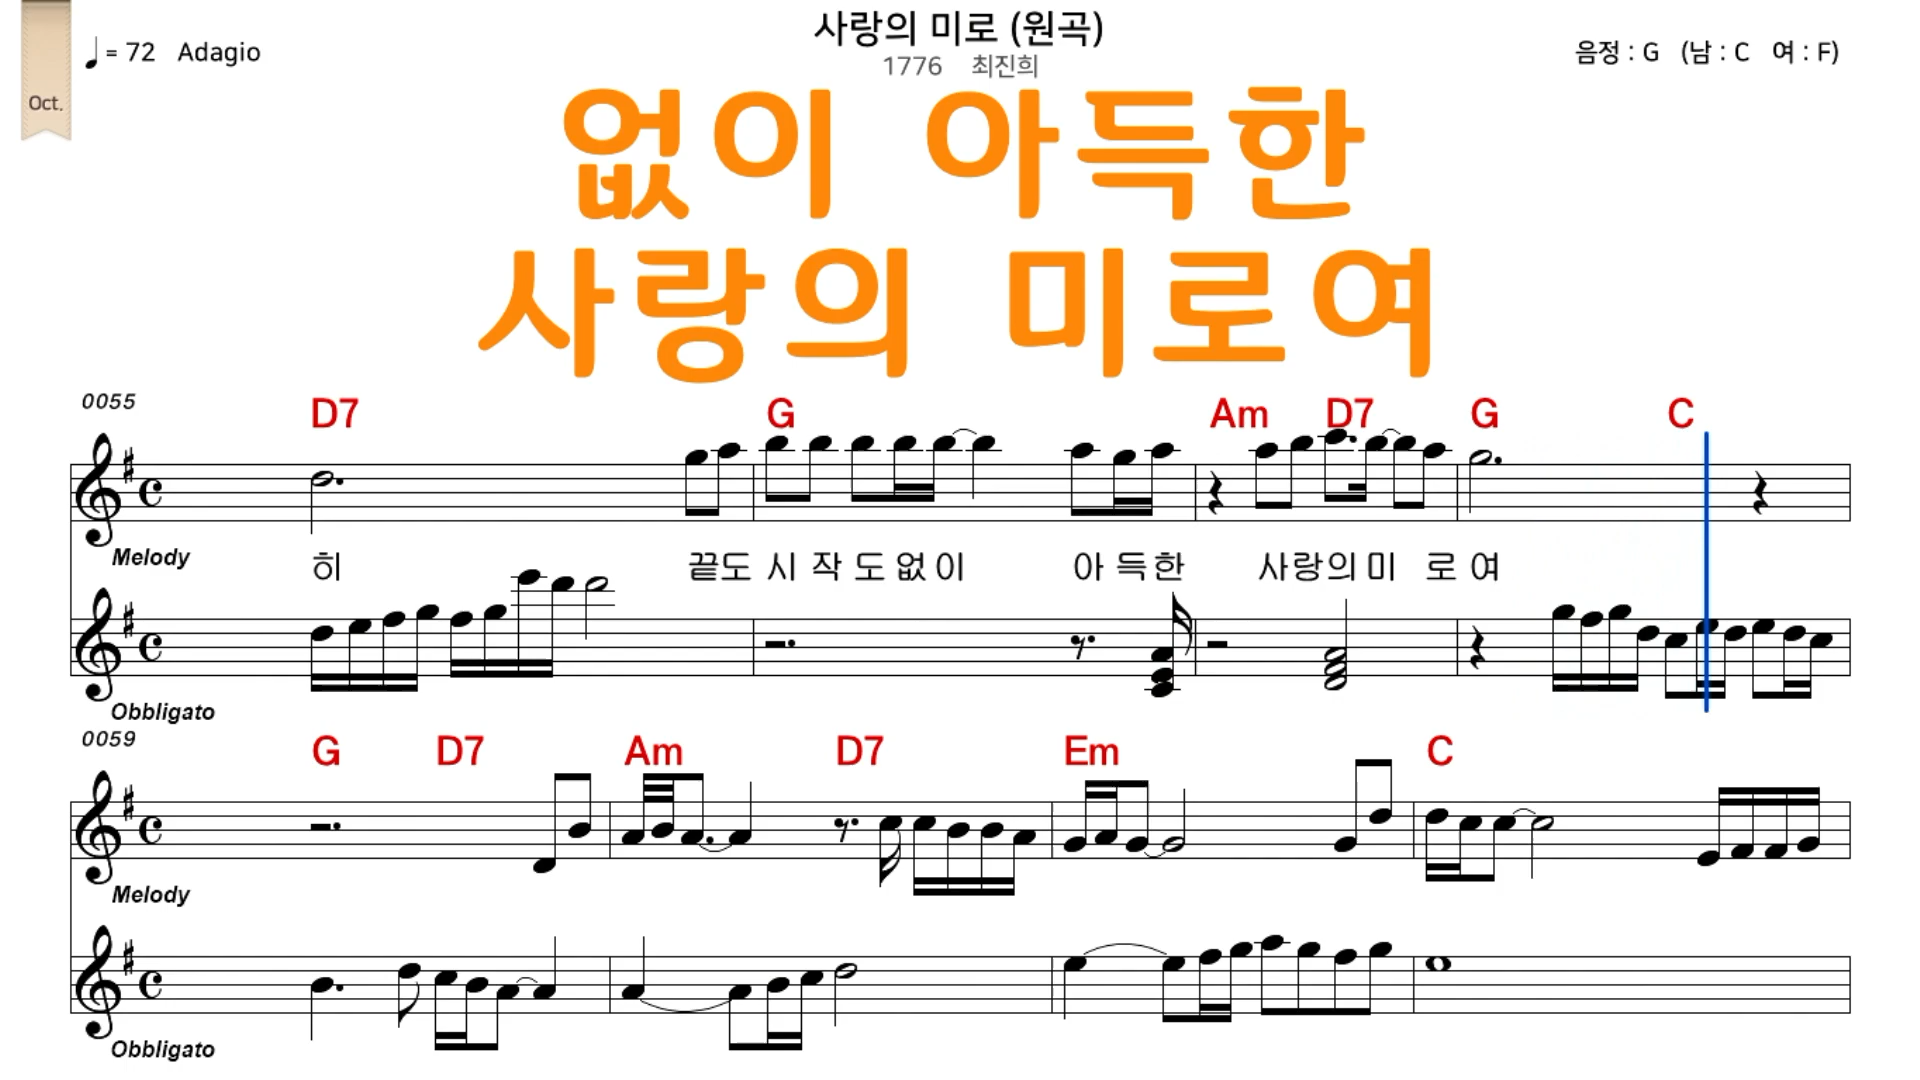 사랑의 미로 (원곡)
♩ = 72 Adagio
1776 최진희
음정 : G (남 : C 여 : F)
Oct.
없이 아득한
사랑의 미로여
0055
D7 G Am D7 G C
Melody
히 끝도 시 작 도 없 이 아 득 한 사랑의 미 로 여
Obbligato
0059
G D7 Am D7 Em C
Melody
Obbligato